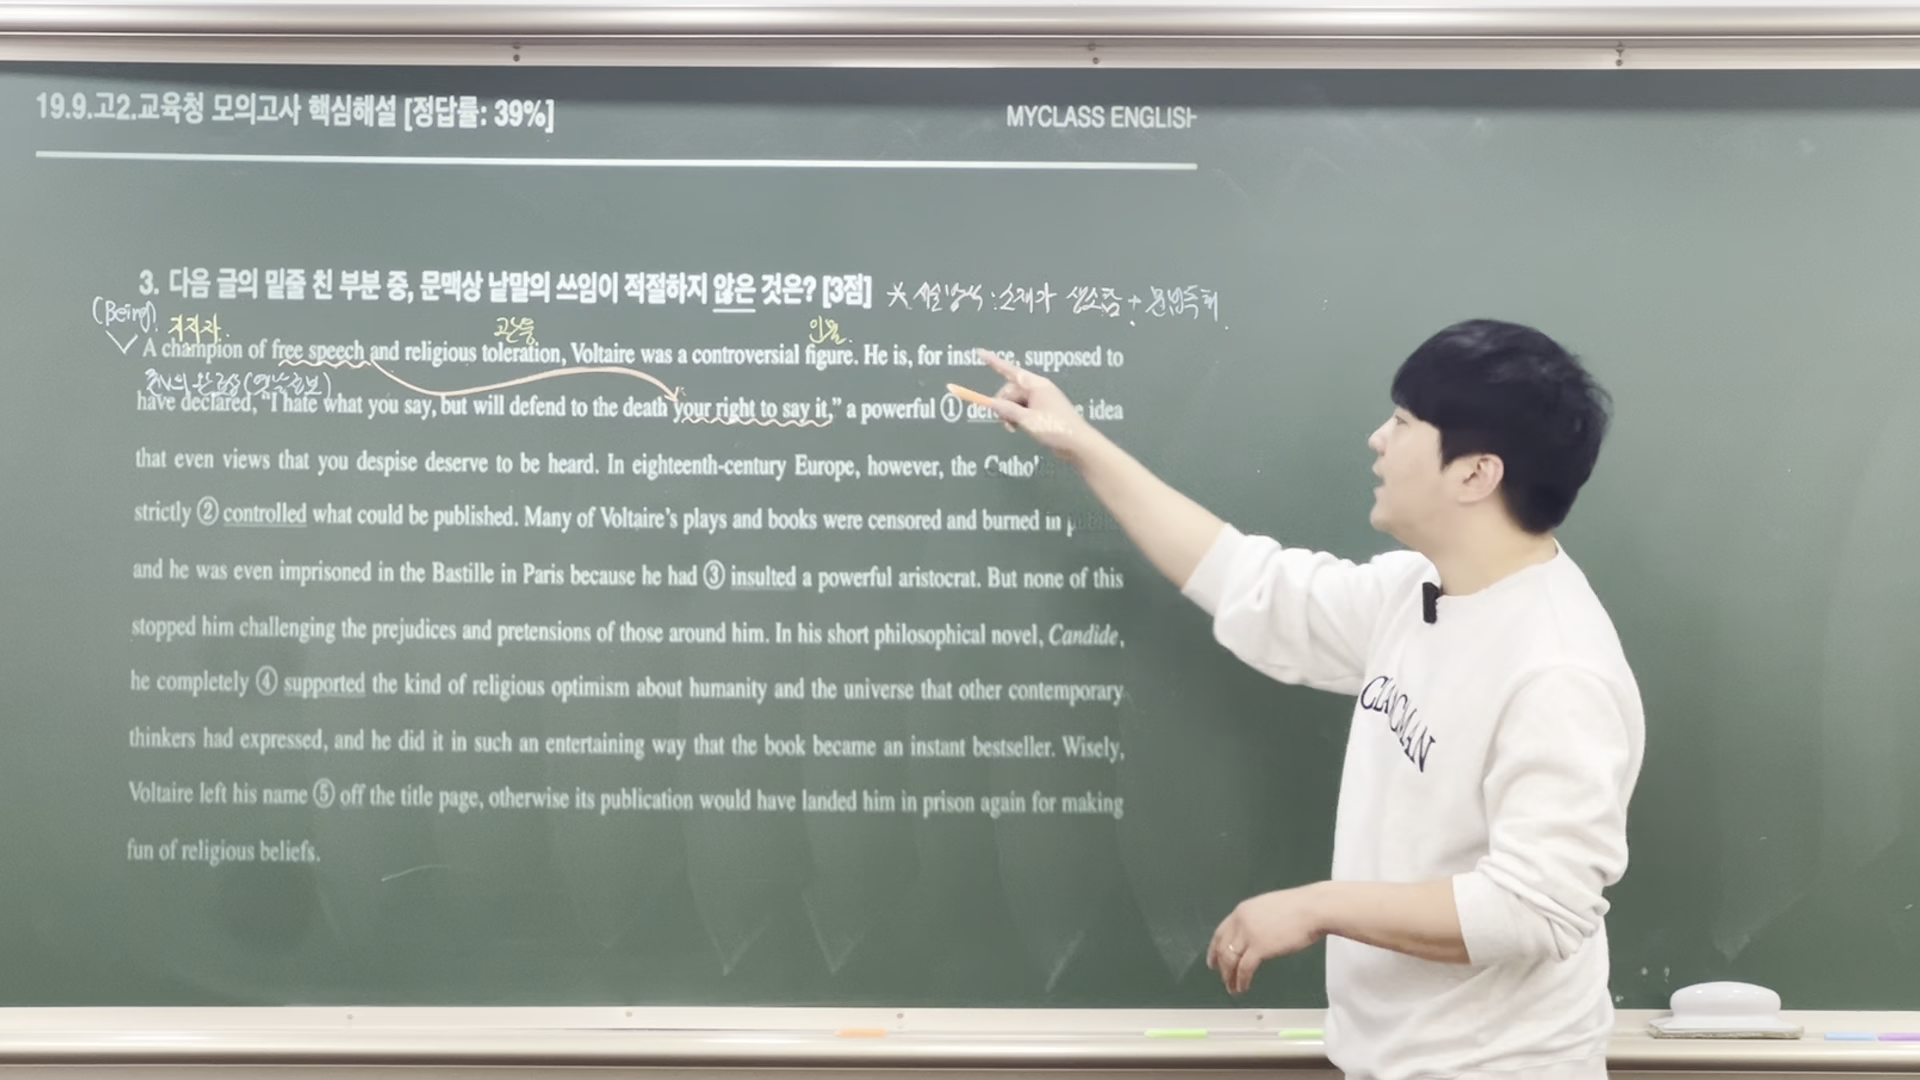 19.9.고2.교육청 모의고사 핵심해설 [정답률: 39%]
MYCLASS ENGLISH
3. 다음 글의 밑줄 친 부분 중, 문맥상 낱말의 쓰임이 적절하지 않은 것은? [3점]
(Being)
지지자.
인물.
A champion of free speech and religious toleration, Voltaire was a controversial figure. He is, for instance, supposed to
have declared, “I hate what you say, but will defend to the death your right to say it,” a powerful ① idea
that even views that you despise deserve to be heard. In eighteenth-century Europe, however, the
strictly ② controlled what could be published. Many of Voltaire’s plays and books were censored and burned in
and he was even imprisoned in the Bastille in Paris because he had ③ insulted a powerful aristocrat. But none of this
stopped him challenging the prejudices and pretensions of those around him. In his short philosophical novel, Candide,
he completely ④ supported the kind of religious optimism about humanity and the universe that other contemporary
thinkers had expressed, and he did it in such an entertaining way that the book became an instant bestseller. Wisely,
Voltaire left his name ⑤ off the title page, otherwise its publication would have landed him in prison again for making
fun of religious beliefs.